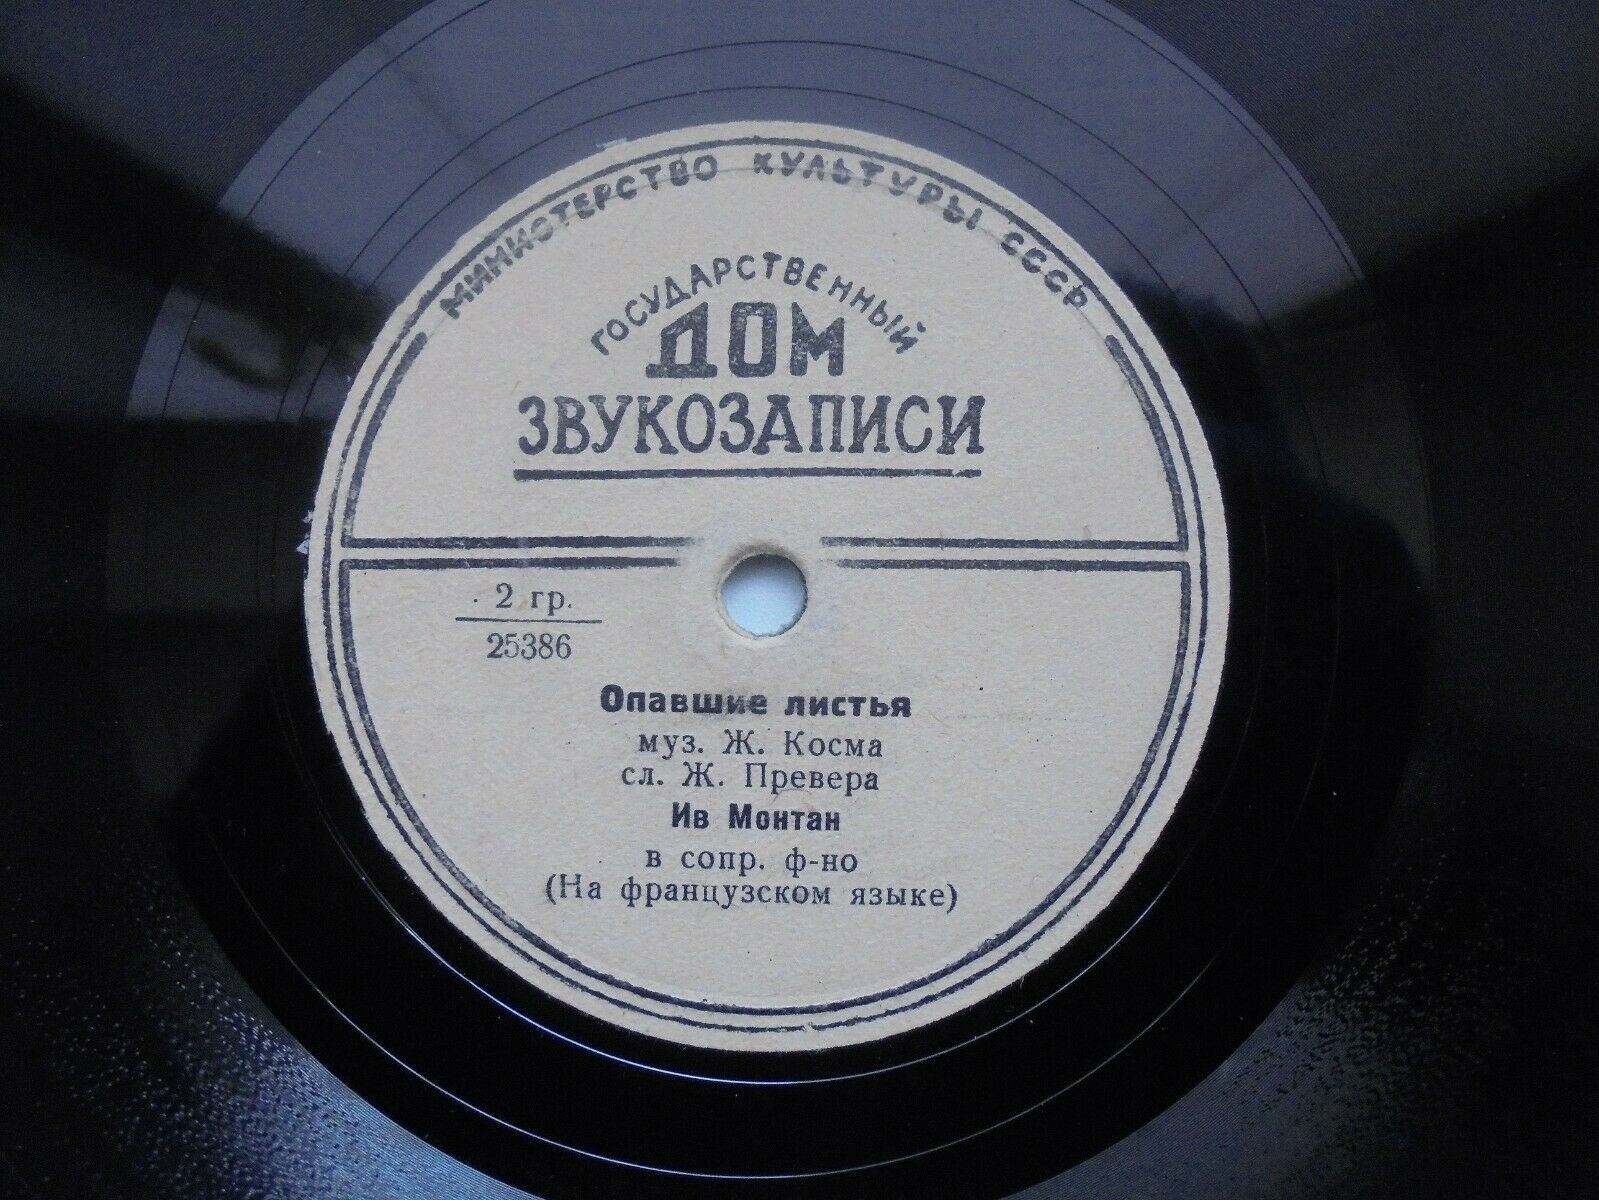 МИНИСТЕРСТВО КУЛЬТУРЫ СССР
ГОСУДАРСТВЕННЫЙ
ДОМ
ЗВУКОЗАПИСИ
2 гр.
25386
Опавшие листья
муз. Ж. Косма
сл. Ж. Превера
Ив Монтан
в сопр. ф-но
(На французском языке)